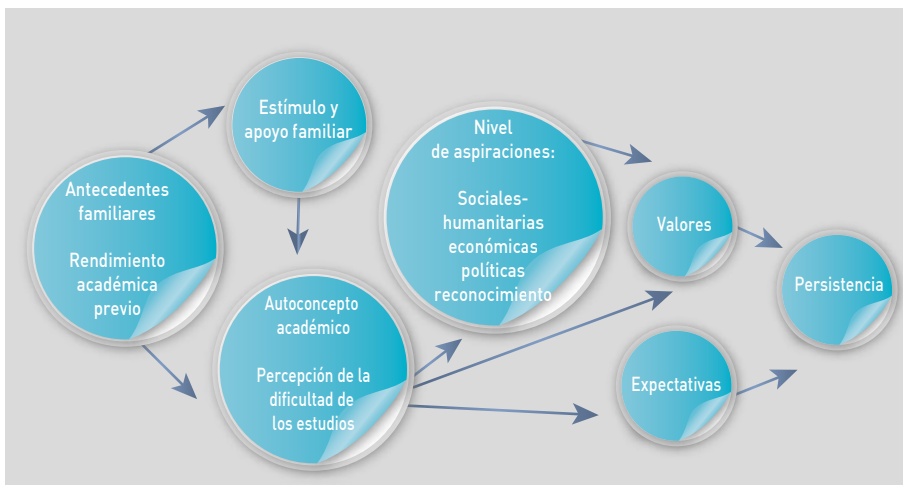 Antecedentes
familiares
Rendimiento
académica
previo
Estímulo y
apoyo familiar
Autoconcepto
académico
Percepción de la
dificultad de
los estudios
Nivel
de aspiraciones:
Sociales-
humanitarias
económicas
políticas
reconocimiento
Valores
Expectativas
Persistencia